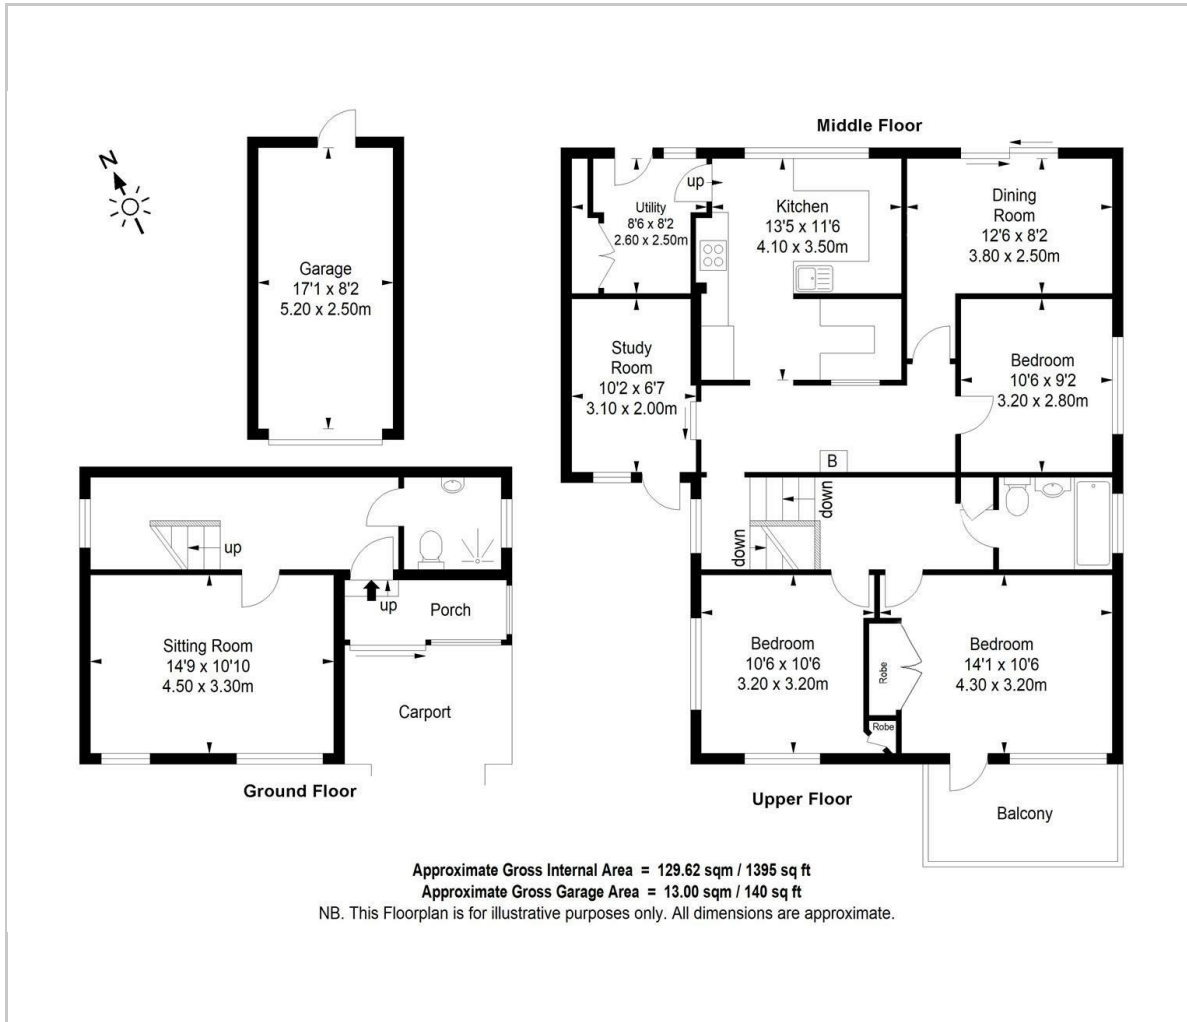 Middle Floor
N
Garage
17'1 x 8'2
5.20 x 2.50m
Utility
8'6 x 8'2
2.60 x 2.50m
up
Kitchen
13'5 x 11'6
4.10 x 3.50m
Dining
Room
12'6 x 8'2
3.80 x 2.50m
Study
Room
10'2 x 6'7
3.10 x 2.00m
Bedroom
10'6 x 9'2
3.20 x 2.80m
B
down
down
up
up
Porch
Sitting Room
14'9 x 10'10
4.50 x 3.30m
Carport
Ground Floor
Bedroom
10'6 x 10'6
3.20 x 3.20m
Robe
Robe
Bedroom
14'1 x 10'6
4.30 x 3.20m
Upper Floor
Balcony
Approximate Gross Internal Area = 129.62 sqm / 1395 sq ft
Approximate Gross Garage Area = 13.00 sqm / 140 sq ft
NB. This Floorplan is for illustrative purposes only. All dimensions are approximate.